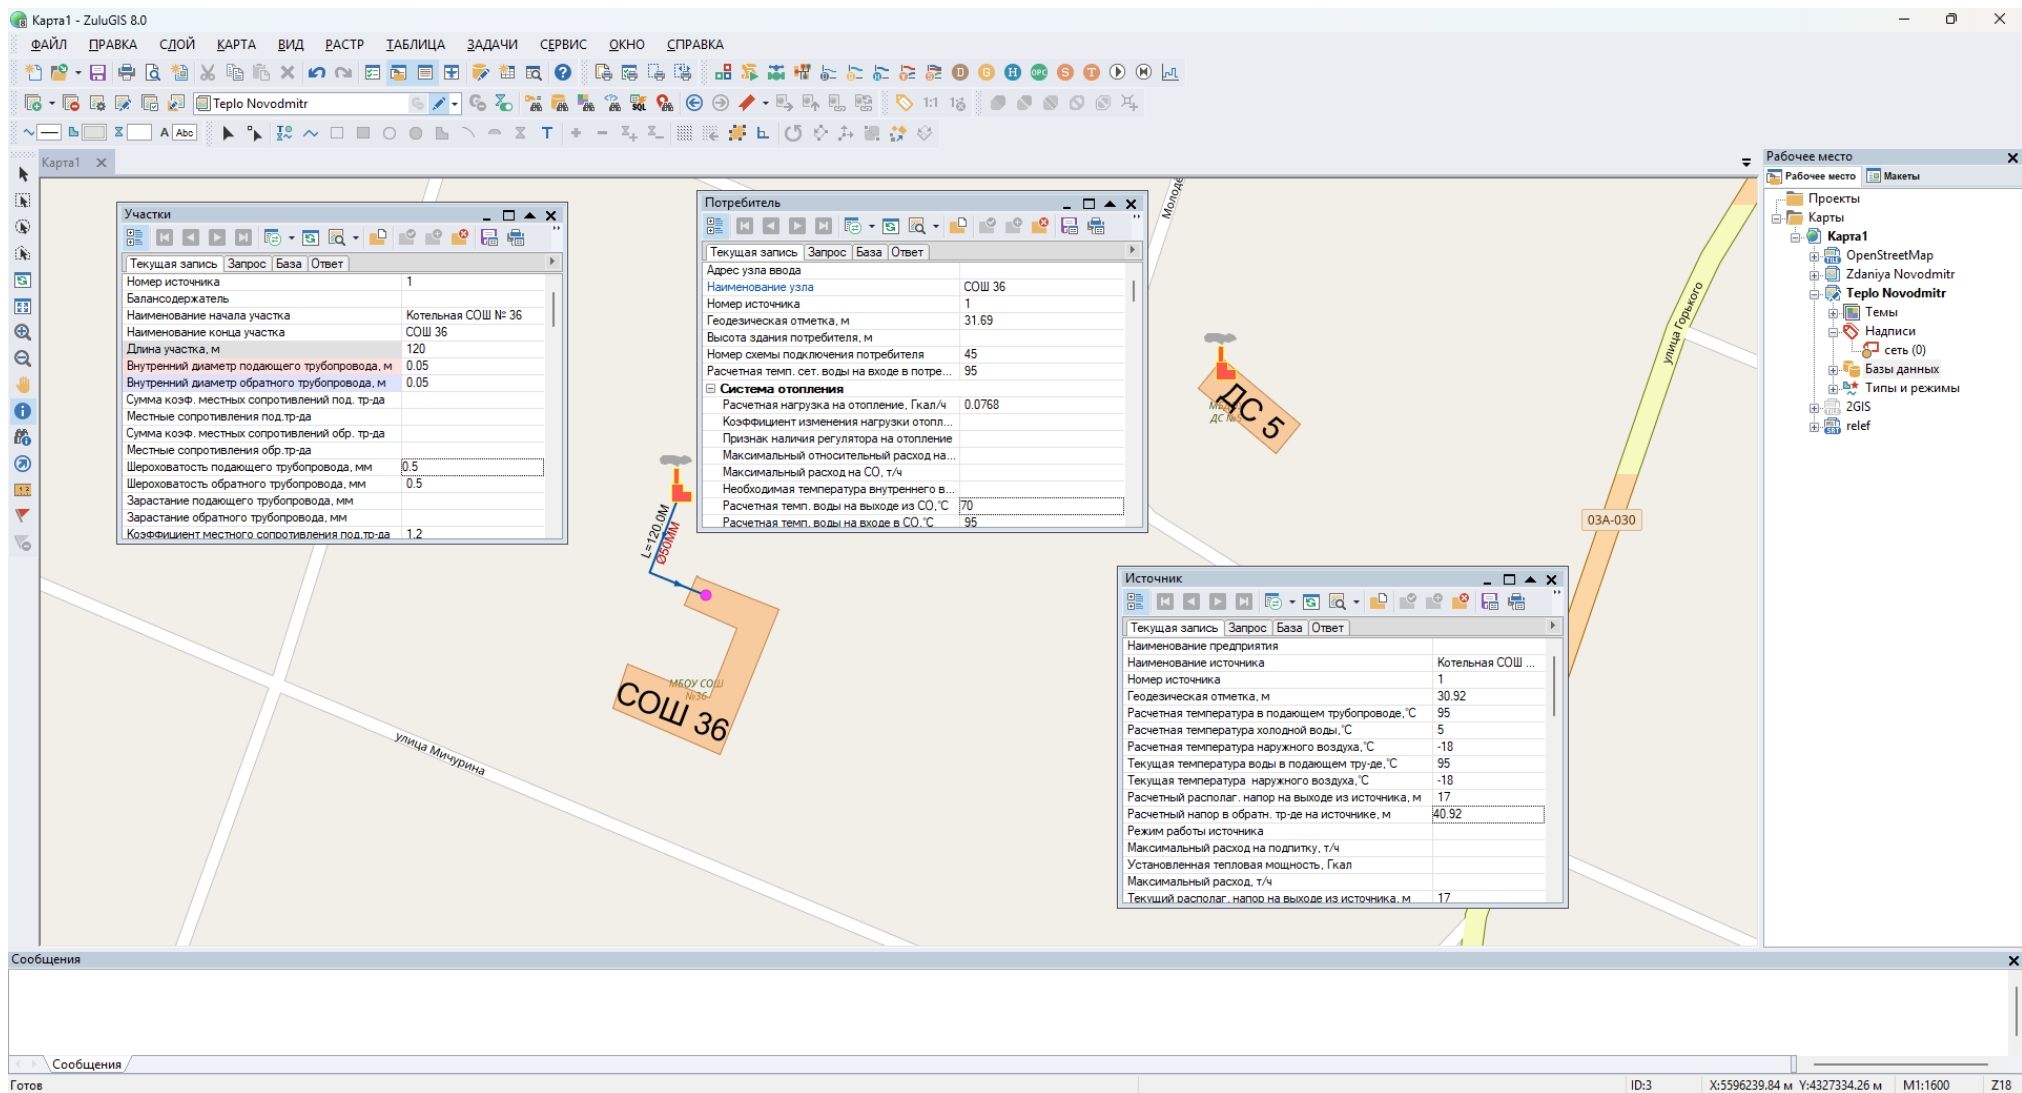 Карта1 - ZuluGIS 8.0
ФАЙЛ ПРАВКА СЛОЙ КАРТА ВИД РАСТР ТАБЛИЦА ЗАДАЧИ СЕРВИС ОКНО СПРАВКА
Teplo Novodmitr
SQL
1:1
A Abc
Карта1
Участки
Текущая запись Запрос База Ответ
Номер источника 1
Балансодержатель
Наименование начала участка Котельная СОШ № 36
Наименование конца участка СОШ 36
Длина участка, м 120
Внутренний диаметр подающего трубопровода, м 0.05
Внутренний диаметр обратного трубопровода, м 0.05
Сумма коэф. местных сопротивлений под. тр-да
Местные сопротивления под.тр-да
Сумма коэф. местных сопротивлений обр. тр-да
Местные сопротивления обр.тр-да
Шероховатость подающего трубопровода, мм 0.5
Шероховатость обратного трубопровода, мм 0.5
Зарастание подающего трубопровода, мм
Зарастание обратного трубопровода, мм
Коэффициент местного сопротивления под.тр-да 1.2
Потребитель
Текущая запись Запрос База Ответ
Адрес узла ввода
Наименование узла СОШ 36
Номер источника 1
Геодезическая отметка, м 31.69
Высота здания потребителя, м
Номер схемы подключения потребителя 45
Расчетная темп. сет. воды на входе в потре... 95
Система отопления
Расчетная нагрузка на отопление, Гкал/ч 0.0768
Коэффициент изменения нагрузки отопл...
Признак наличия регулятора на отопление
Максимальный относительный расход на...
Максимальный расход на СО, т/ч
Необходимая температура внутреннего в...
Расчетная темп. воды на выходе из СО,°C 70
Расчетная темп. воды на входе в СО,°C 95
Источник
Текущая запись Запрос База Ответ
Наименование предприятия
Наименование источника Котельная СОШ ...
Номер источника 1
Геодезическая отметка, м 30.92
Расчетная температура в подающем трубопроводе,°C 95
Расчетная температура холодной воды,°C 5
Расчетная температура наружного воздуха,°C -18
Текущая температура воды в подающем тру-де,°C 95
Текущая температура наружного воздуха,°C -18
Расчетный располаг. напор на выходе из источника, м 17
Расчетный напор в обратн. тр-де на источнике, м 40.92
Режим работы источника
Максимальный расход на подпитку, т/ч
Установленная тепловая мощность, Гкал
Максимальный расход, т/ч
Текущий располаг. напор на выходе из источника, м 17
L=120.0М
Ø50ММ
МБОУ СОШ
№36
СОШ 36
ДС №5
ДС 5
улица Мичурина
улица Горького
Молодё
03А-030
Рабочее место
Рабочее место Макеты
Проекты
Карты
Карта1
OpenStreetMap
Zdaniya Novodmitr
Teplo Novodmitr
Темы
Надписи
сеть (0)
Базы данных
Типы и режимы
2GIS
relef
Сообщения
Сообщения
Готов ID:3 X:5596239.84 м Y:4327334.26 м М1:1600 Z18